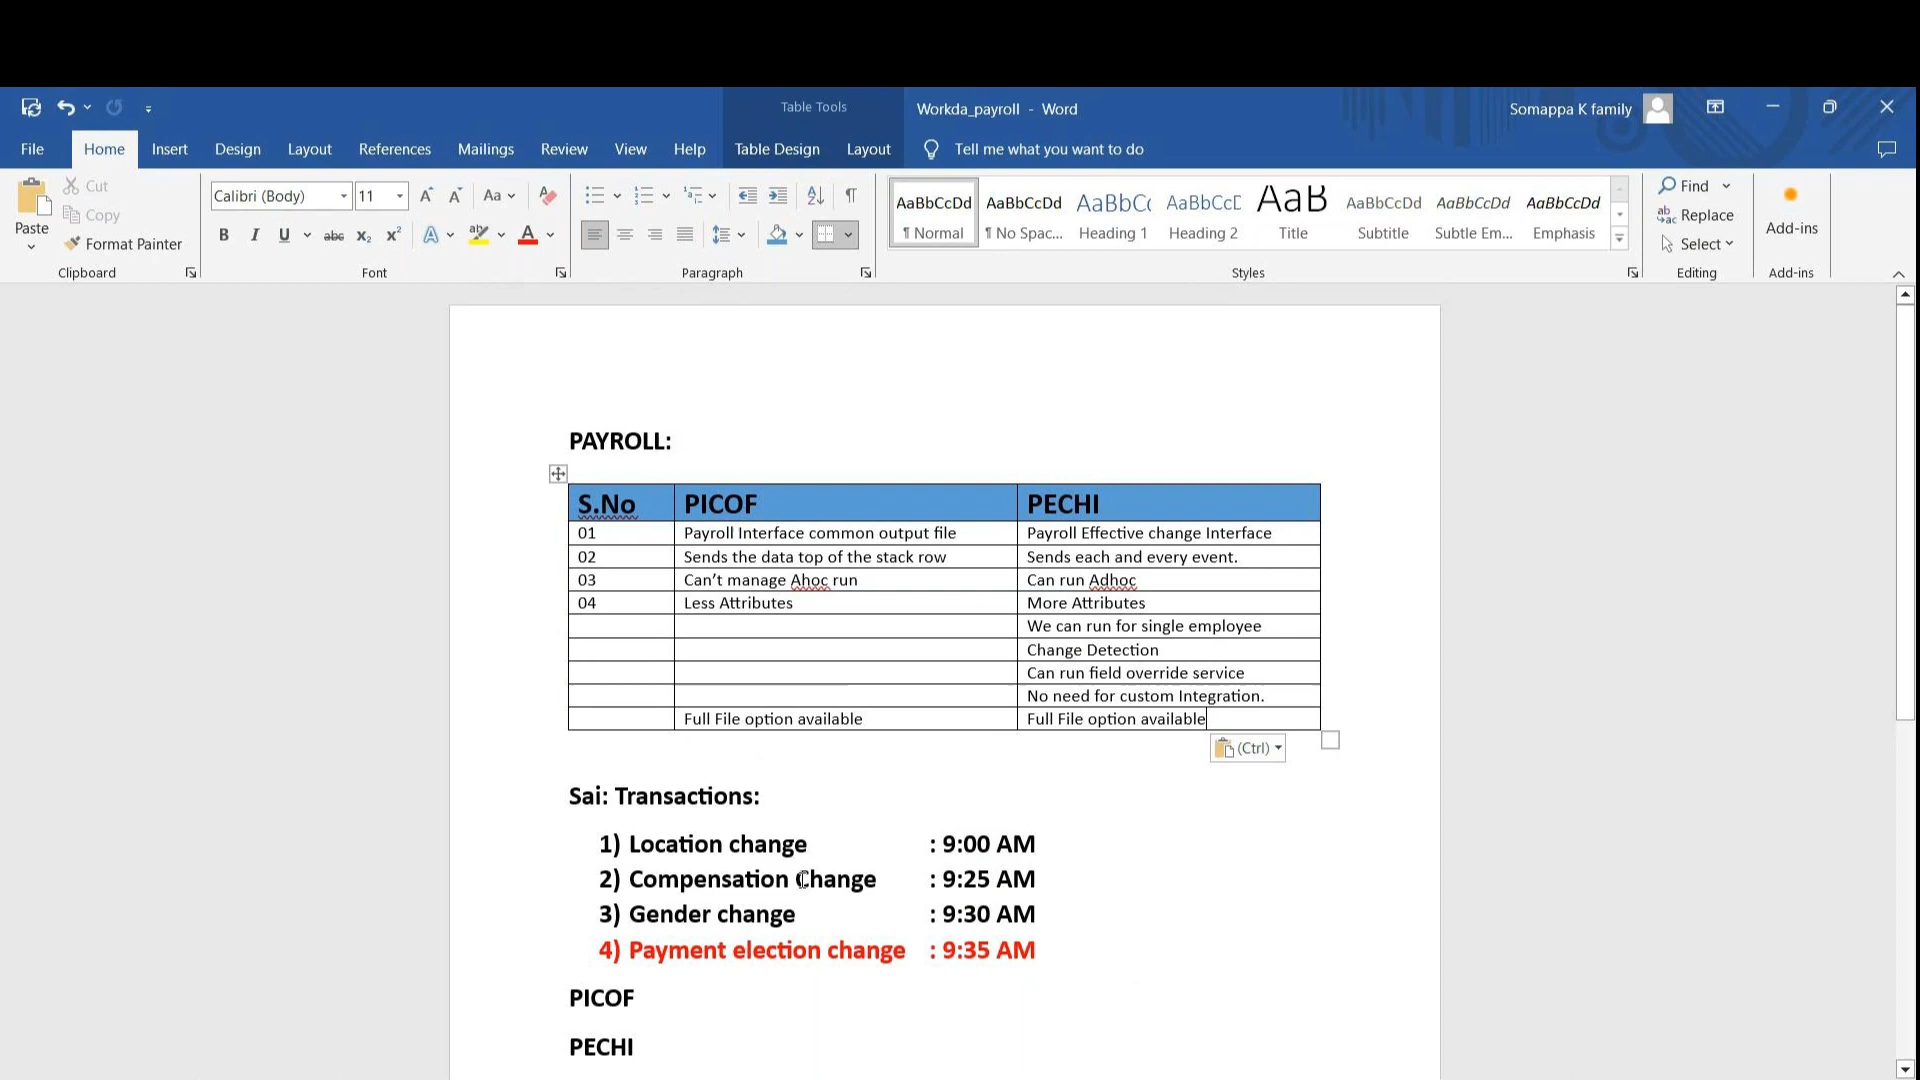 Table Tools
Workda_payroll - Word
Somappa K family
File Home Insert Design Layout References Mailings Review View Help Table Design Layout Tell me what you want to do
Paste
Cut
Copy
Format Painter
Clipboard
Calibri (Body) 11
Font
Paragraph
AaBbCcDd AaBbCcDd AaBbCc AaBbCcD AaB AaBbCcDd AaBbCcDd AaBbCcDd
¶ Normal ¶ No Spac... Heading 1 Heading 2 Title Subtitle Subtle Em... Emphasis
Styles
Find
Replace
Select
Editing
Add-ins
Add-ins
PAYROLL:
S.No PICOF PECHI
01 Payroll Interface common output file Payroll Effective change Interface
02 Sends the data top of the stack row Sends each and every event.
03 Can't manage Ahoc run Can run Adhoc
04 Less Attributes More Attributes
We can run for single employee
Change Detection
Can run field override service
No need for custom Integration.
Full File option available Full File option available
(Ctrl)
Sai: Transactions:
1) Location change : 9:00 AM
2) Compensation Change : 9:25 AM
3) Gender change : 9:30 AM
4) Payment election change : 9:35 AM
PICOF
PECHI